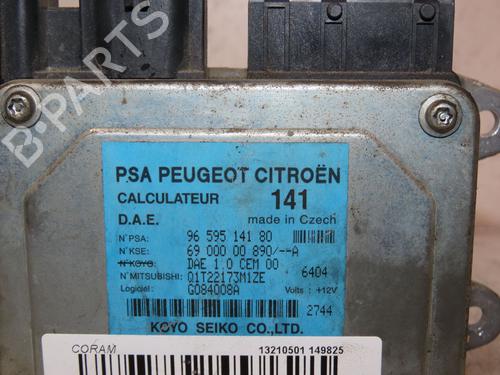 B-PARTS
PSA PEUGEOT CITROËN
CALCULATEUR 141
D.A.E. made in Czech
N°PSA: 96 595 141 80
N°KSE: 69 000 00 890/--A
N°KOYO: DAE 1.0 CEM 00
N°MITSUBISHI: Q1T22173M1ZE 6404
Logiciel: G084008A Volts: +12V
2744
KOYO SEIKO CO.,LTD.
CORAM 13210501 149825